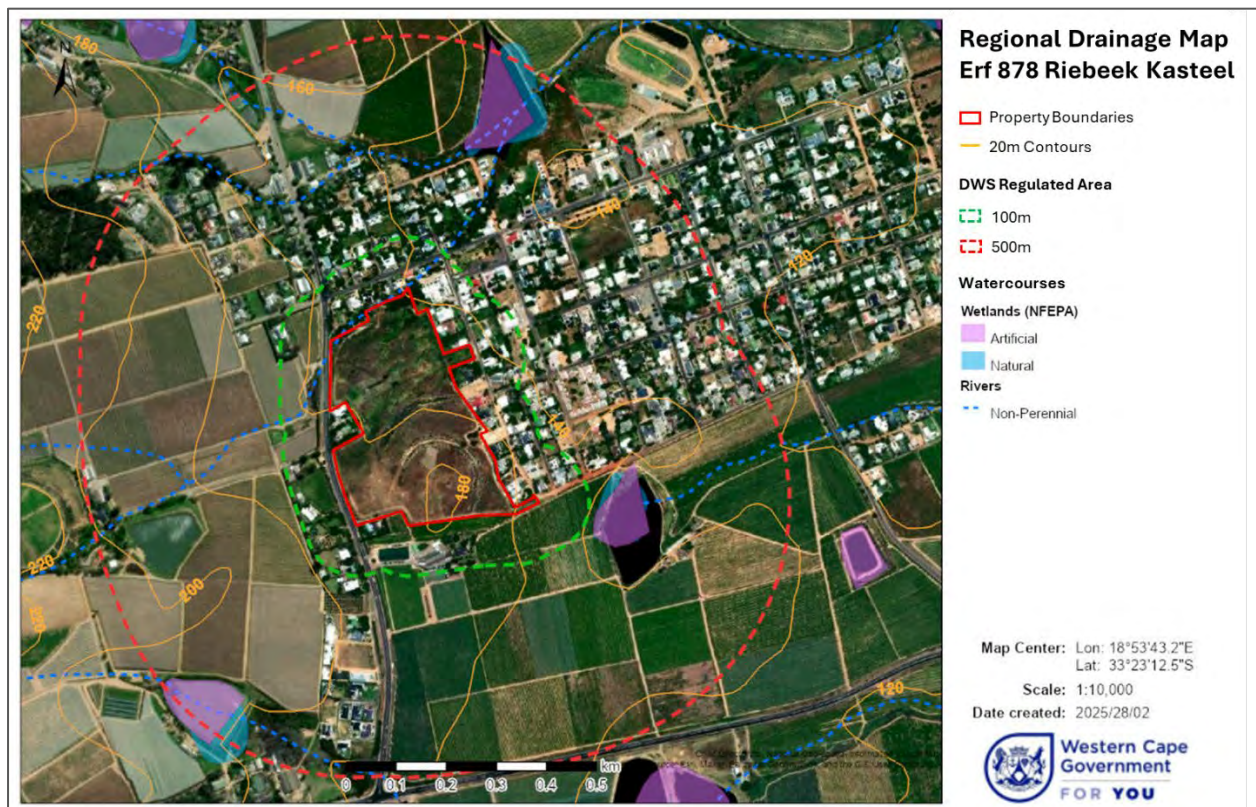 Regional Drainage Map
Erf 878 Riebeek Kasteel
Property Boundaries
20m Contours
DWS Regulated Area
100m
500m
Watercourses
Wetlands (NFEPA)
Artificial
Natural
Rivers
Non-Perennial
Map Center: Lon: 18°53'43.2"E
Lat: 33°23'12.5"S
Scale: 1:10,000
Date created: 2025/28/02
Western Cape
Government
FOR YOU
180
N
160
140
120
220
140
180
220
200
220
120
km
0 0.1 0.2 0.3 0.4 0.5